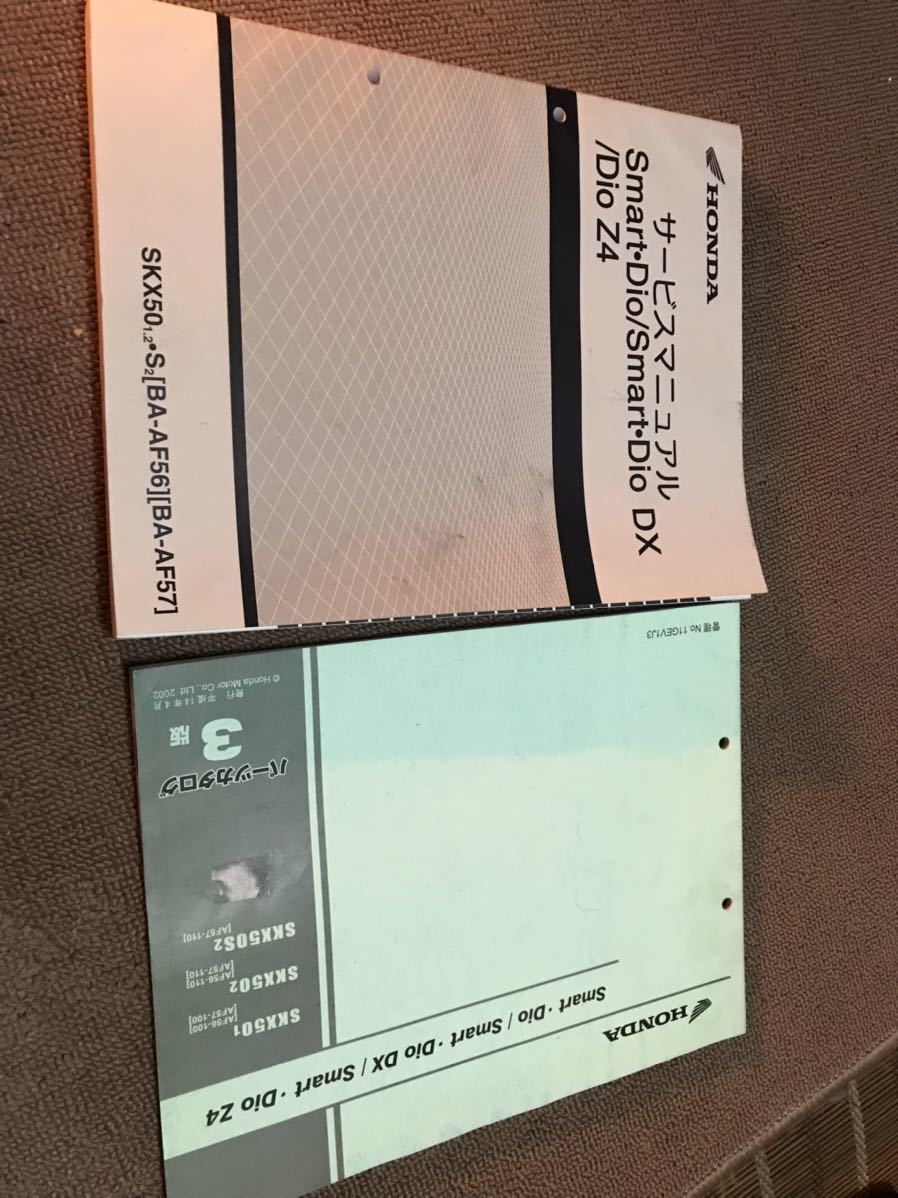 HONDA
サービスマニュアル
Smart•Dio/Smart•Dio DX
/Dio Z4
SKX501.2•S2[BA-AF56][BA-AF57]
HONDA
Smart・Dio / Smart・Dio DX / Smart・Dio Z4
SKX501
[AF56-100]
[AF57-100]
SKX502
[AF56-110]
[AF57-110]
SKX50S2
[AF57-110]
パーツカタログ
3版
発行 平成14年4月
© Honda Motor Co., Ltd. 2002
管理 No.11GEV1J3